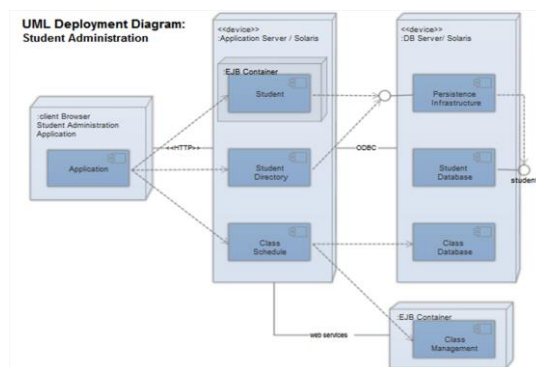 UML Deployment Diagram:
Student Administration
<<device>>
:Application Server / Solaris
:EJB Container
Student
Student
Directory
Class
Schedule
:client Browser
Student Administration
Application
Application
<<HTTP>>
<<device>>
:DB Server/ Solaris
Persistence
Infrastructure
Student
Database
student
Class
Database
ODBC
web services
:EJB Container
Class
Management